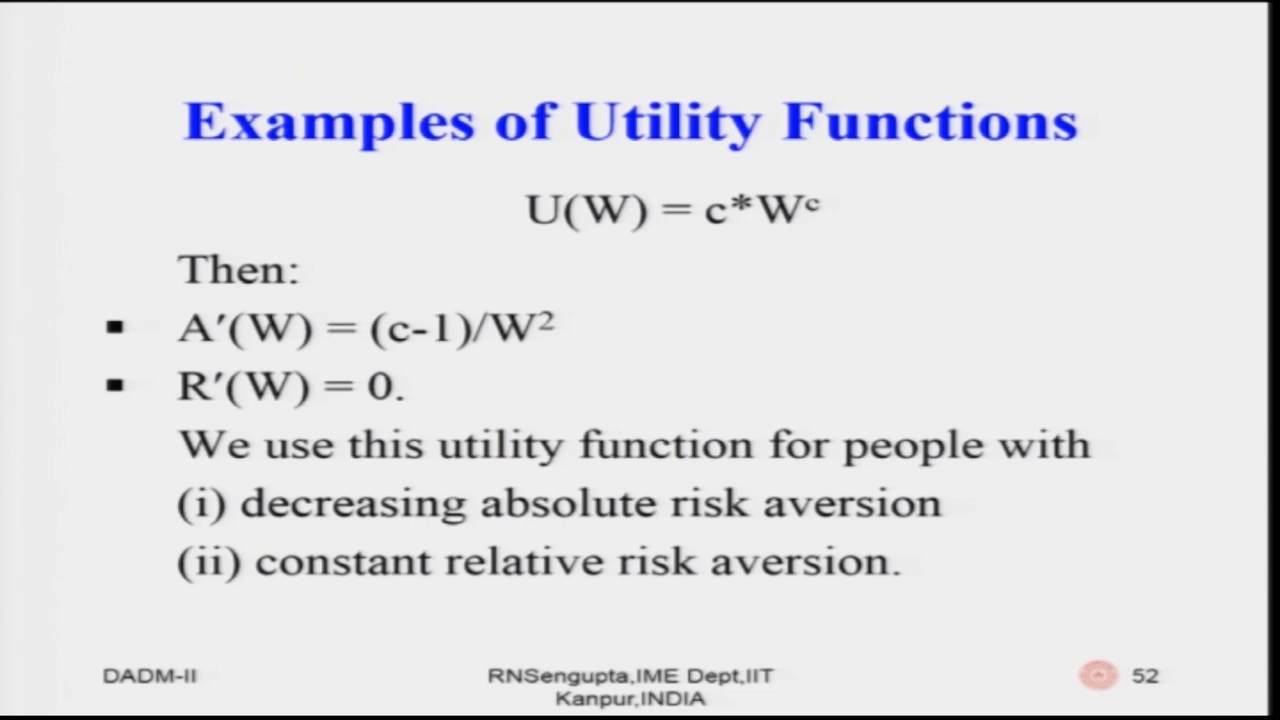 Examples of Utility Functions
U(W) = c*Wᶜ
Then:
▪ A′(W) = (c-1)/W²
▪ R′(W) = 0.
We use this utility function for people with
(i) decreasing absolute risk aversion
(ii) constant relative risk aversion.
DADM-II
RNSengupta,IME Dept,IIT
Kanpur,INDIA
52